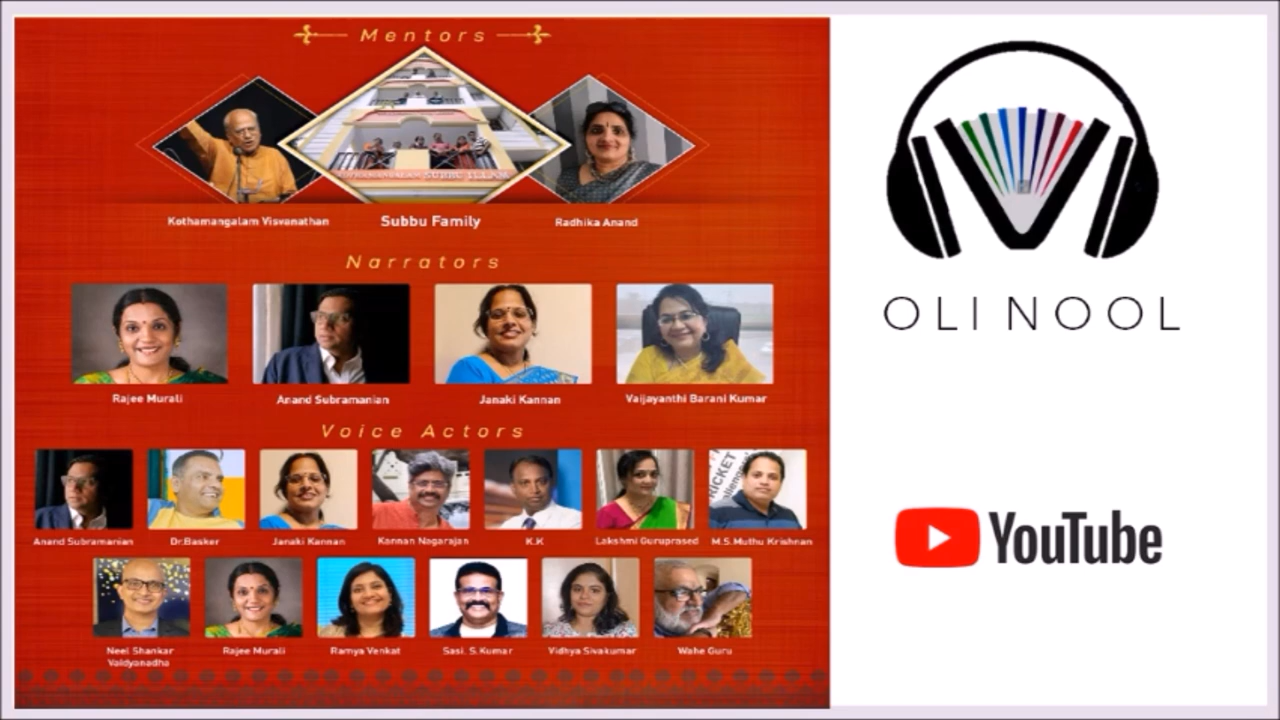 Mentors
Kothamangalam Visvanathan
Subbu Family
Radhika Anand
Narrators
Rajee Murali
Anand Subramanian
Janaki Kannan
Vaijayanthi Barani Kumar
Voice Actors
Anand Subramanian
Dr.Basker
Janaki Kannan
Kannan Nagarajan
K.K
Lakshmi Guruprased
M.S.Muthu Krishnan
Neel Shankar
Vaidyanadha
Rajee Murali
Ramya Venkat
Sasi. S.Kumar
Vidhya Sivakumar
Wahe Guru
OLI NOOL
YouTube